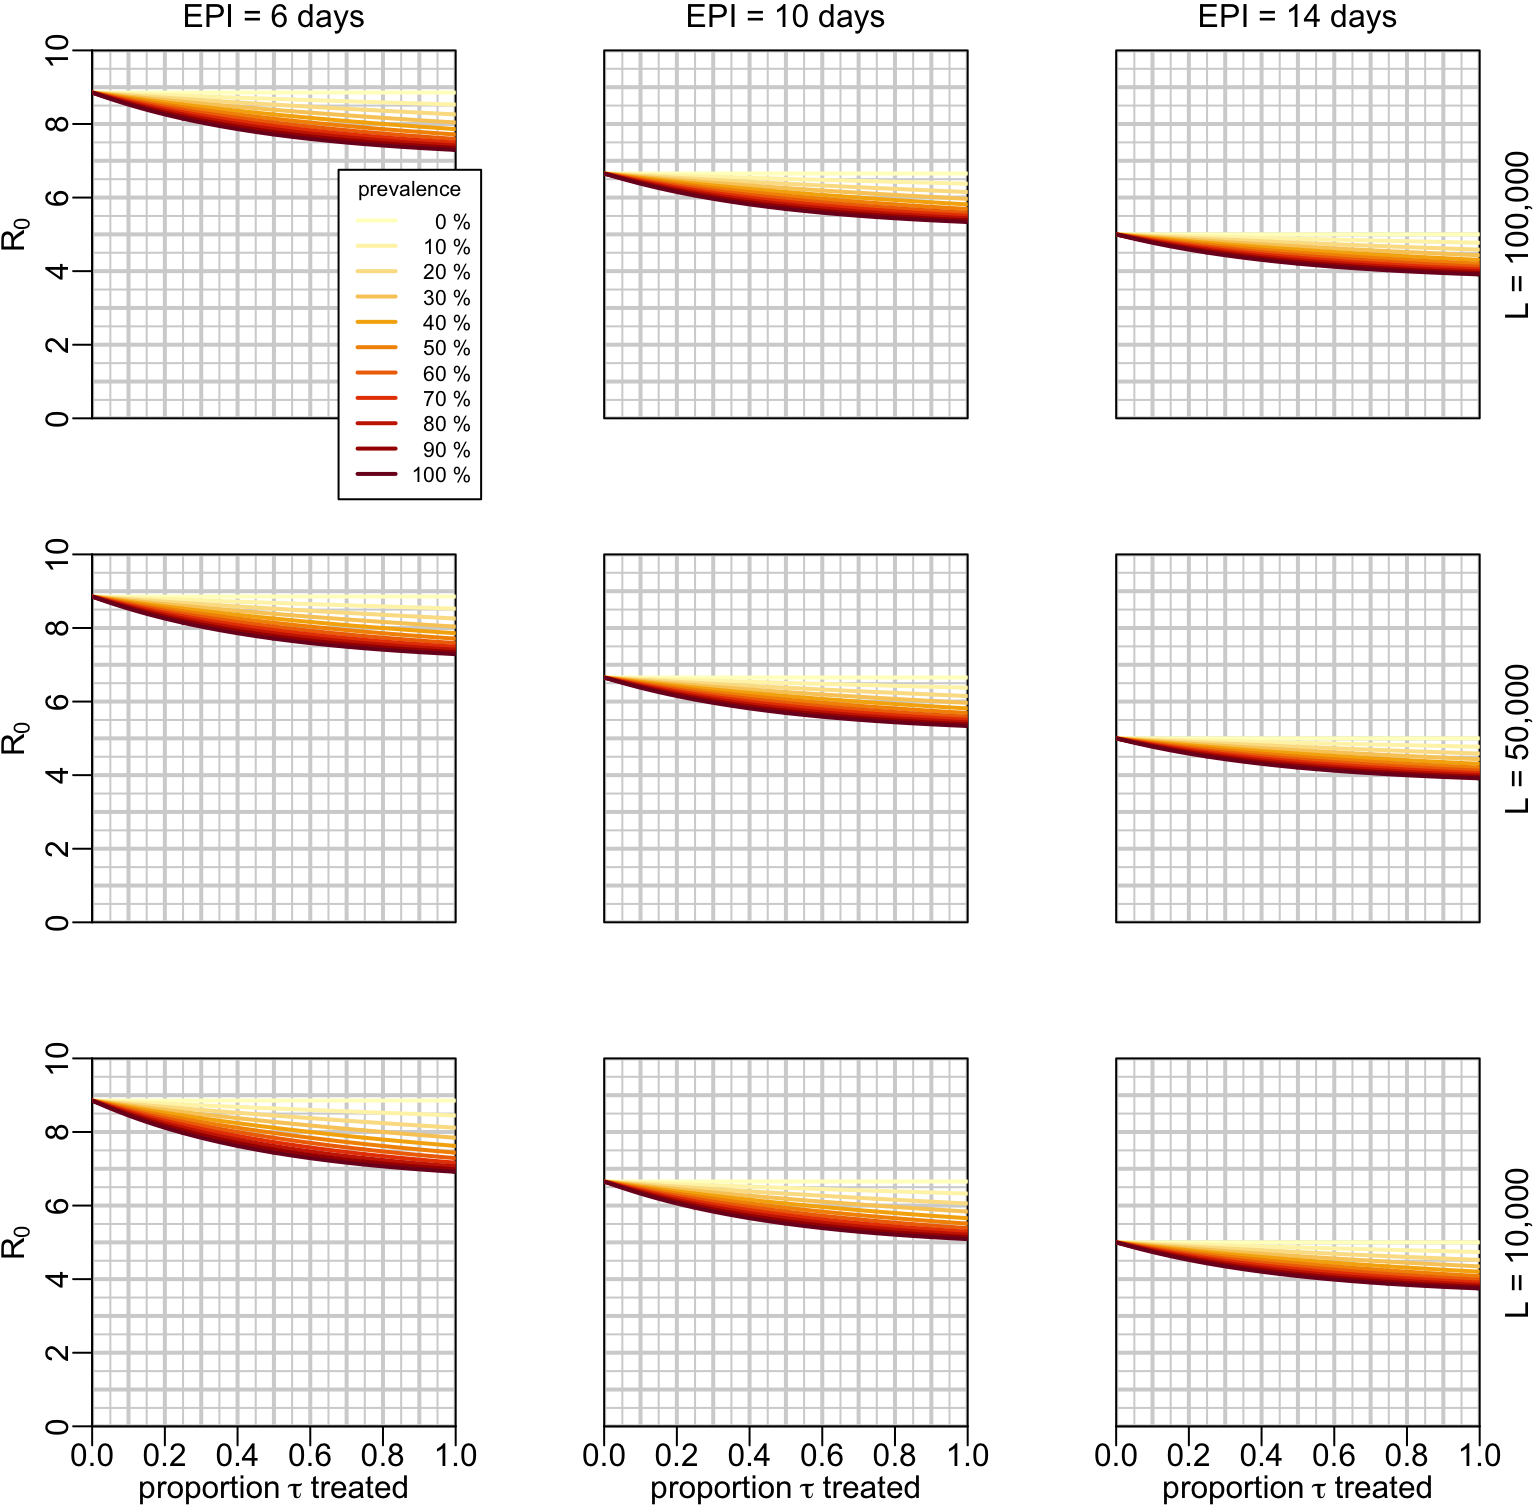 EPI = 6 days
EPI = 10 days
EPI = 14 days
10
8
6
4
2
0
R0
prevalence
0 %
10 %
20 %
30 %
40 %
50 %
60 %
70 %
80 %
90 %
100 %
L = 100,000
10
8
6
4
2
0
R0
L = 50,000
10
8
6
4
2
0
R0
L = 10,000
0.0 0.2 0.4 0.6 0.8 1.0
0.0 0.2 0.4 0.6 0.8 1.0
0.0 0.2 0.4 0.6 0.8 1.0
proportion τ treated
proportion τ treated
proportion τ treated